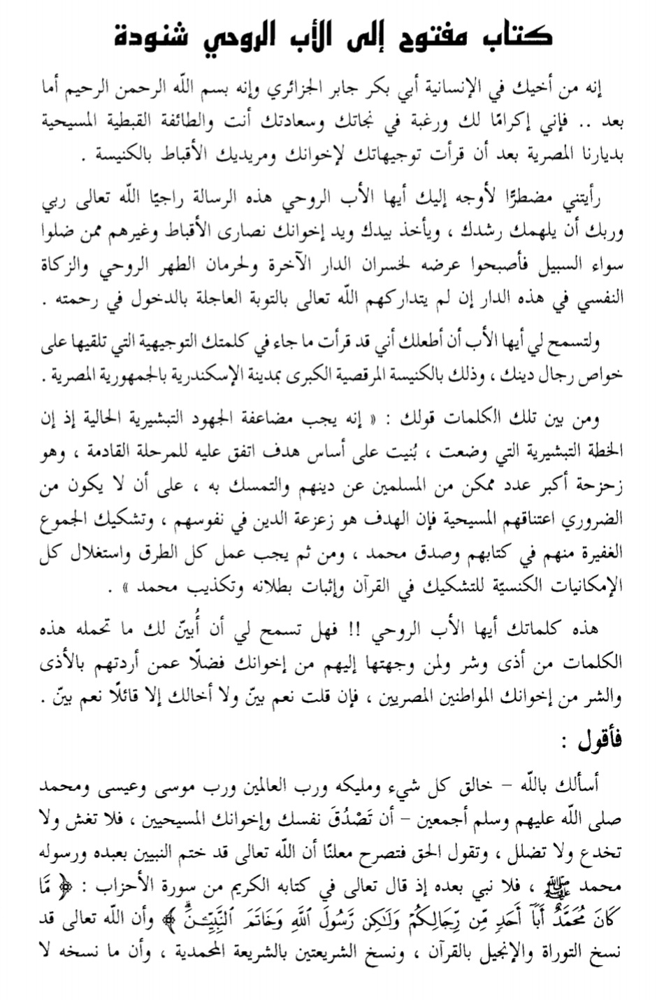 كتاب مفتوح إلى الأب الروحي شنودة
إنه من أخيك في الإنسانية أبي بكر جابر الجزائري وإنه بسم اللّه الرحمن الرحيم أما
بعد .. فإني إكرامًا لك ورغبة في نجاتك وسعادتك أنت والطائفة القبطية المسيحية
بديارنا المصرية بعد أن قرأت توجيهاتك لإخوانك ومريديك الأقباط بالكنيسة .
رأيتني مضطرًّا لأوجه إليك أيها الأب الروحي هذه الرسالة راجيًا اللّه تعالى ربي
وربك أن يلهمك رشدك ، ويأخذ بيدك ويد إخوانك نصارى الأقباط وغيرهم ممن ضلوا
سواء السبيل فأصبحوا عرضه لخسران الدار الآخرة ولحرمان الطهر الروحي والزكاة
النفسي في هذه الدار إن لم يتداركهم اللّه تعالى بالتوبة العاجلة بالدخول في رحمته .
ولتسمح لي أيها الأب أن أطعلك أني قد قرأت ما جاء في كلمتك التوجيهية التي تلقيها على
خواص رجال دينك ، وذلك بالكنيسة المرقصية الكبرى بمدينة الإسكندرية بالجمهورية المصرية .
ومن بين تلك الكلمات قولك : « إنه يجب مضاعفة الجهود التبشيرية الحالية إذ إن
الخطة التبشيرية التي وضعت ، بُنيت على أساس هدف اتفق عليه للمرحلة القادمة ، وهو
زحزحة أكبر عدد ممكن من المسلمين عن دينهم والتمسك به ، على أن لا يكون من
الضروري اعتناقهم المسيحية فإن الهدف هو زعزعة الدين في نفوسهم ، وتشكيك الجموع
الغفيرة منهم في كتابهم وصدق محمد ، ومن ثم يجب عمل كل الطرق واستغلال كل
الإمكانيات الكنسيّة للتشكيك في القرآن وإثبات بطلانه وتكذيب محمد » .
هذه كلماتك أيها الأب الروحي !! فهل تسمح لي أن أُبينّ لك ما تحمله هذه
الكلمات من أذى وشر ولمن وجهتها إليهم من إخوانك فضلًا عمن أردتهم بالأذى
والشر من إخوانك المواطنين المصريين ، فإن قلت نعم بينّ ولا أخالك إلا قائلًا نعم بينّ .
فأقول :
أسألك باللّه – خالق كل شيء ومليكه ورب العالمين ورب موسى وعيسى ومحمد
صلى اللّه عليهم وسلم أجمعين – أن تَصْدُقَ نفسك وإخوانك المسيحيين ، فلا تغش ولا
تخدع ولا تضلل ، وتقول الحق فتصرح معلنًا أن اللّه تعالى قد ختم النبيين بعبده ورسوله
محمد ﷺ ، فلا نبي بعده إذ قال تعالى في كتابه الكريم من سورة الأحزاب : ﴿ مَّا
كَانَ مُحَمَّدٌ أَبَآ أَحَدٍ مِّن رِّجَالِكُمْ وَلَٰكِن رَّسُولَ ٱللَّهِ وَخَاتَمَ ٱلنَّبِيِّـۧنَۗ ﴾ وأن اللّه تعالى قد
نسخ التوراة والإنجيل بالقرآن ، ونسخ الشريعتين بالشريعة المحمدية ، وأن ما نسخه لا